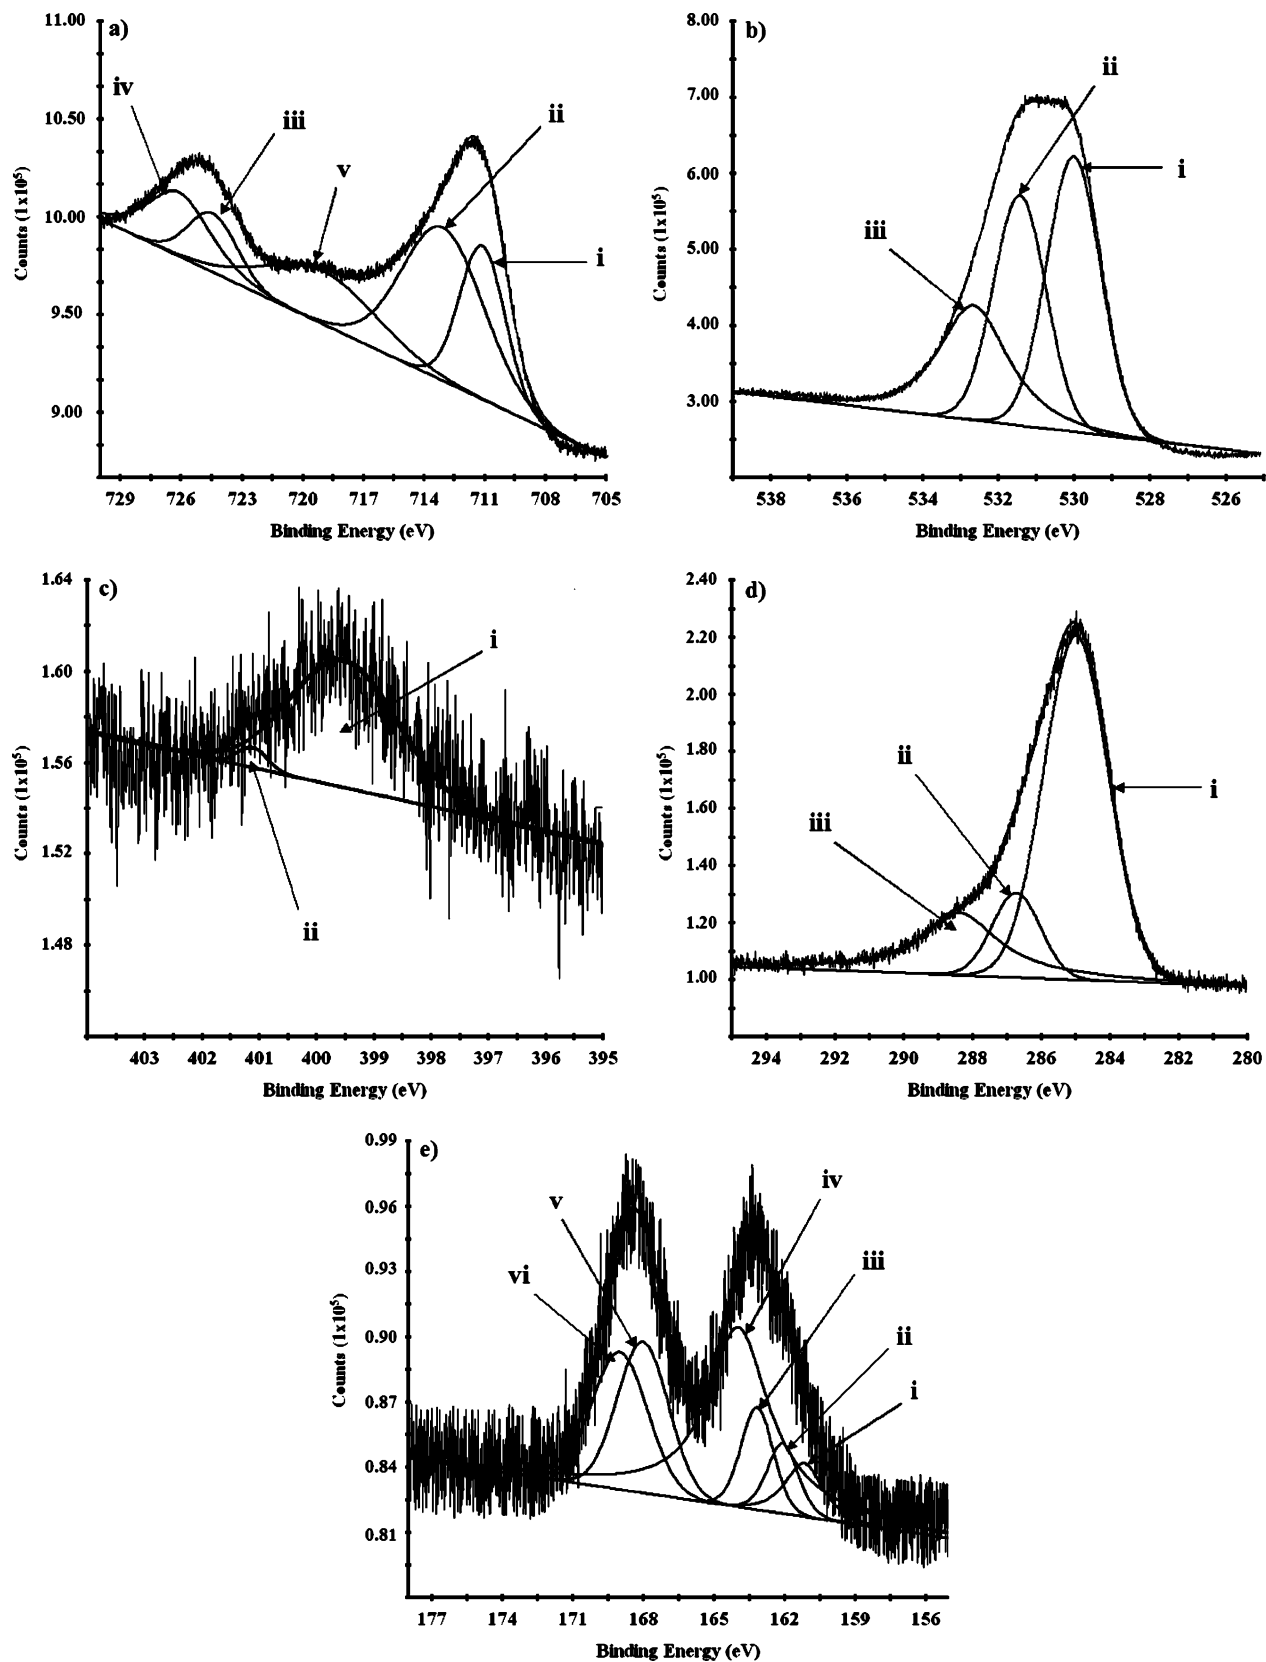 a)
11.00
10.50
10.00
9.50
9.00
Counts (1x10⁵)
iv
iii
v
ii
i
729 726 723 720 717 714 711 708 705
Binding Energy (eV)
b)
8.00
7.00
6.00
5.00
4.00
3.00
Counts (1x10⁵)
ii
i
iii
538 536 534 532 530 528 526
Binding Energy (eV)
c)
1.64
1.60
1.56
1.52
1.48
Counts (1x10⁵)
i
ii
403 402 401 400 399 398 397 396 395
Binding Energy (eV)
d)
2.40
2.20
2.00
1.80
1.60
1.40
1.20
1.00
Counts (1x10⁵)
ii
i
iii
294 292 290 288 286 284 282 280
Binding Energy (eV)
e)
0.99
0.96
0.93
0.90
0.87
0.84
0.81
Counts (1x10⁵)
v
iv
vi
iii
ii
i
177 174 171 168 165 162 159 156
Binding Energy (eV)